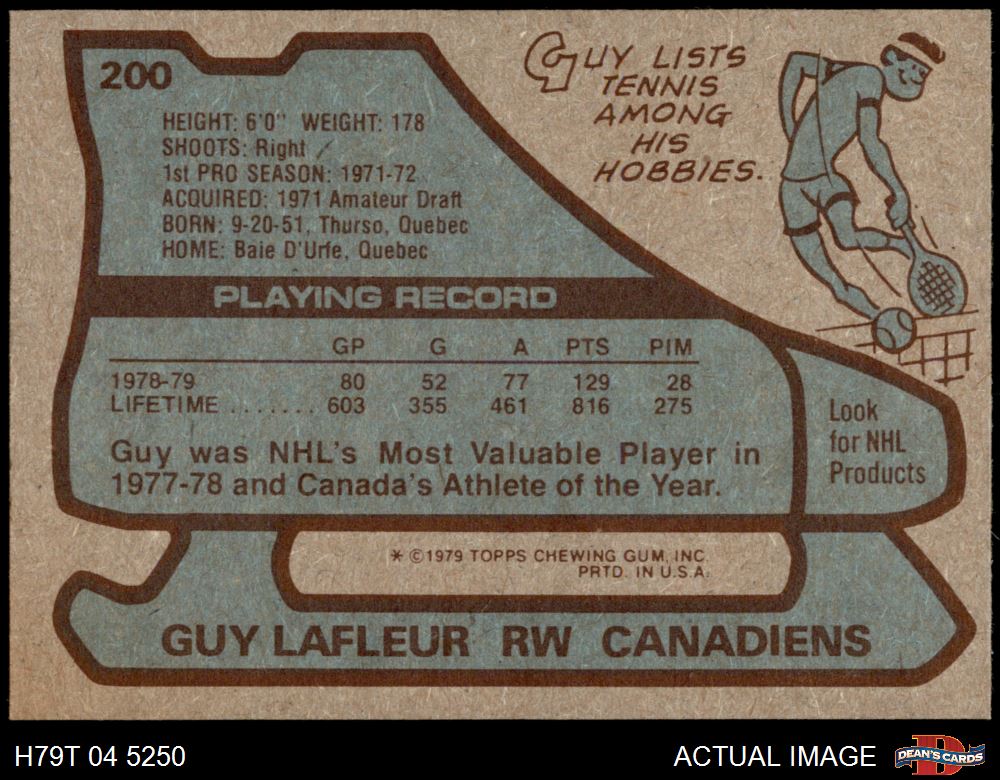 200
HEIGHT: 6'0" WEIGHT: 178
SHOOTS: Right
1st PRO SEASON: 1971-72
ACQUIRED: 1971 Amateur Draft
BORN: 9-20-51, Thurso, Quebec
HOME: Baie D'Urfe, Quebec
GUY LISTS
TENNIS
AMONG
HIS
HOBBIES.
PLAYING RECORD
GP G A PTS PIM
1978-79 80 52 77 129 28
LIFETIME ....... 603 355 461 816 275
Guy was NHL's Most Valuable Player in
1977-78 and Canada's Athlete of the Year.
Look
for NHL
Products
* ©1979 TOPPS CHEWING GUM, INC.
PRTD. IN U.S.A.
GUY LAFLEUR RW CANADIENS
H79T 04 5250
ACTUAL IMAGE
D
DEAN'S CARDS